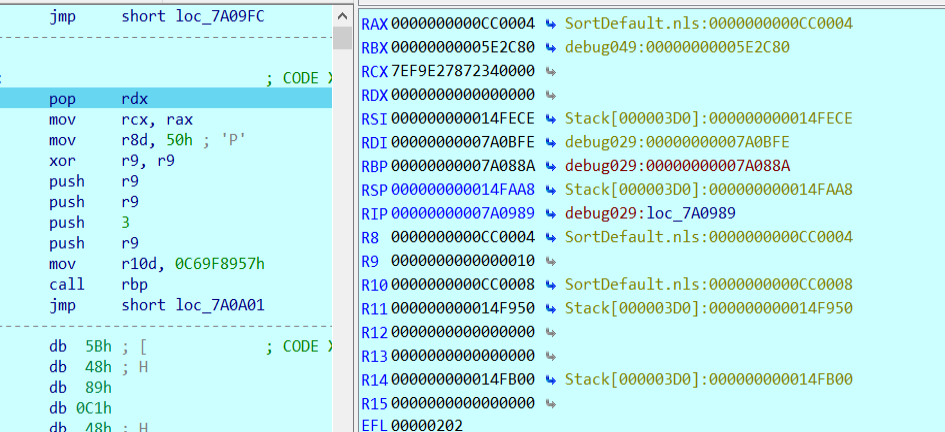 jmp     short loc_7A09FC
; CODE X
pop     rdx
mov     rcx, rax
mov     r8d, 50h ; 'P'
xor     r9, r9
push    r9
push    r9
push    3
push    r9
mov     r10d, 0C69F8957h
call    rbp
jmp     short loc_7A0A01
db  5Bh ; [             ; CODE X
db  48h ; H
db  89h
db 0C1h
db  48h ; H
RAX 0000000000CC0004 SortDefault.nls:0000000000CC0004
RBX 00000000005E2C80 debug049:00000000005E2C80
RCX 7EF9E27872340000
RDX 0000000000000000
RSI 000000000014FECE Stack[000003D0]:000000000014FECE
RDI 00000000007A0BFE debug029:00000000007A0BFE
RBP 00000000007A088A debug029:00000000007A088A
RSP 000000000014FAA8 Stack[000003D0]:000000000014FAA8
RIP 00000000007A0989 debug029:loc_7A0989
R8 0000000000CC0004 SortDefault.nls:0000000000CC0004
R9 0000000000000010
R10 0000000000CC0008 SortDefault.nls:0000000000CC0008
R11 000000000014F950 Stack[000003D0]:000000000014F950
R12 0000000000000000
R13 0000000000000000
R14 000000000014FB00 Stack[000003D0]:000000000014FB00
R15 0000000000000000
EFL 00000202